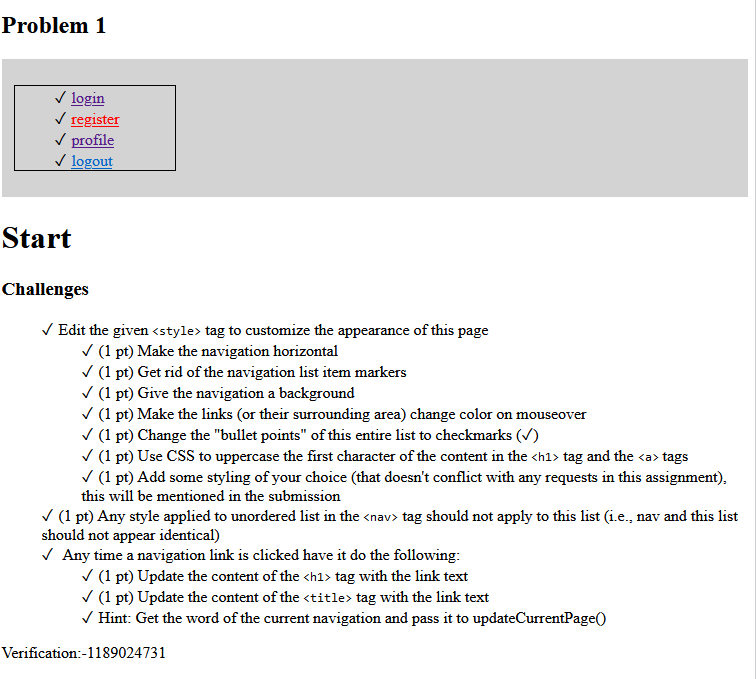 Problem 1
✓ login
✓ register
✓ profile
✓ logout
Start
Challenges
✓ Edit the given <style> tag to customize the appearance of this page
✓ (1 pt) Make the navigation horizontal
✓ (1 pt) Get rid of the navigation list item markers
✓ (1 pt) Give the navigation a background
✓ (1 pt) Make the links (or their surrounding area) change color on mouseover
✓ (1 pt) Change the "bullet points" of this entire list to checkmarks (✓)
✓ (1 pt) Use CSS to uppercase the first character of the content in the <h1> tag and the <a> tags
✓ (1 pt) Add some styling of your choice (that doesn't conflict with any requests in this assignment),
this will be mentioned in the submission
✓ (1 pt) Any style applied to unordered list in the <nav> tag should not apply to this list (i.e., nav and this list
should not appear identical)
✓ Any time a navigation link is clicked have it do the following:
✓ (1 pt) Update the content of the <h1> tag with the link text
✓ (1 pt) Update the content of the <title> tag with the link text
✓ Hint: Get the word of the current navigation and pass it to updateCurrentPage()
Verification:-1189024731